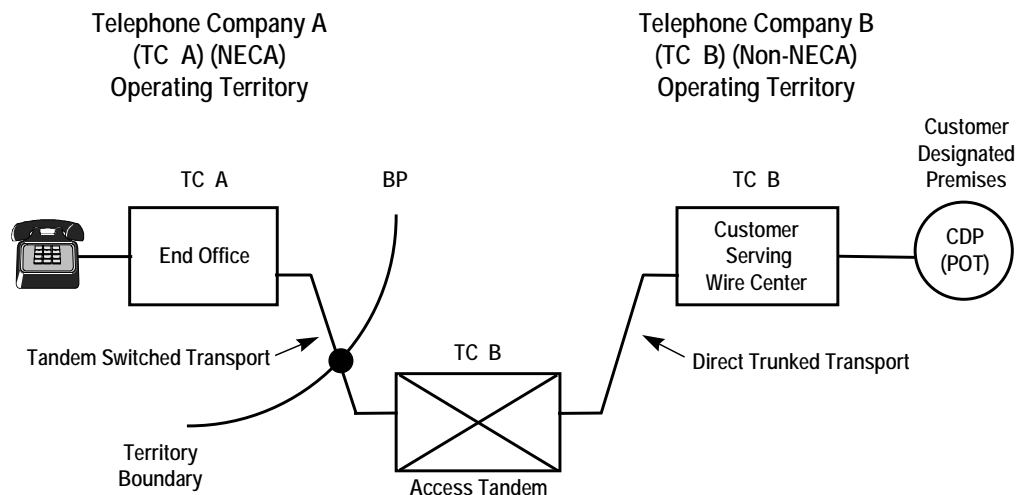 Telephone Company A
(TC A) (NECA)
Operating Territory
Telephone Company B
(TC B) (Non-NECA)
Operating Territory
Customer
Designated
Premises
TC A
BP
TC B
End Office
Customer
Serving
Wire Center
CDP
(POT)
Tandem Switched Transport
TC B
Direct Trunked Transport
Territory
Boundary
Access Tandem